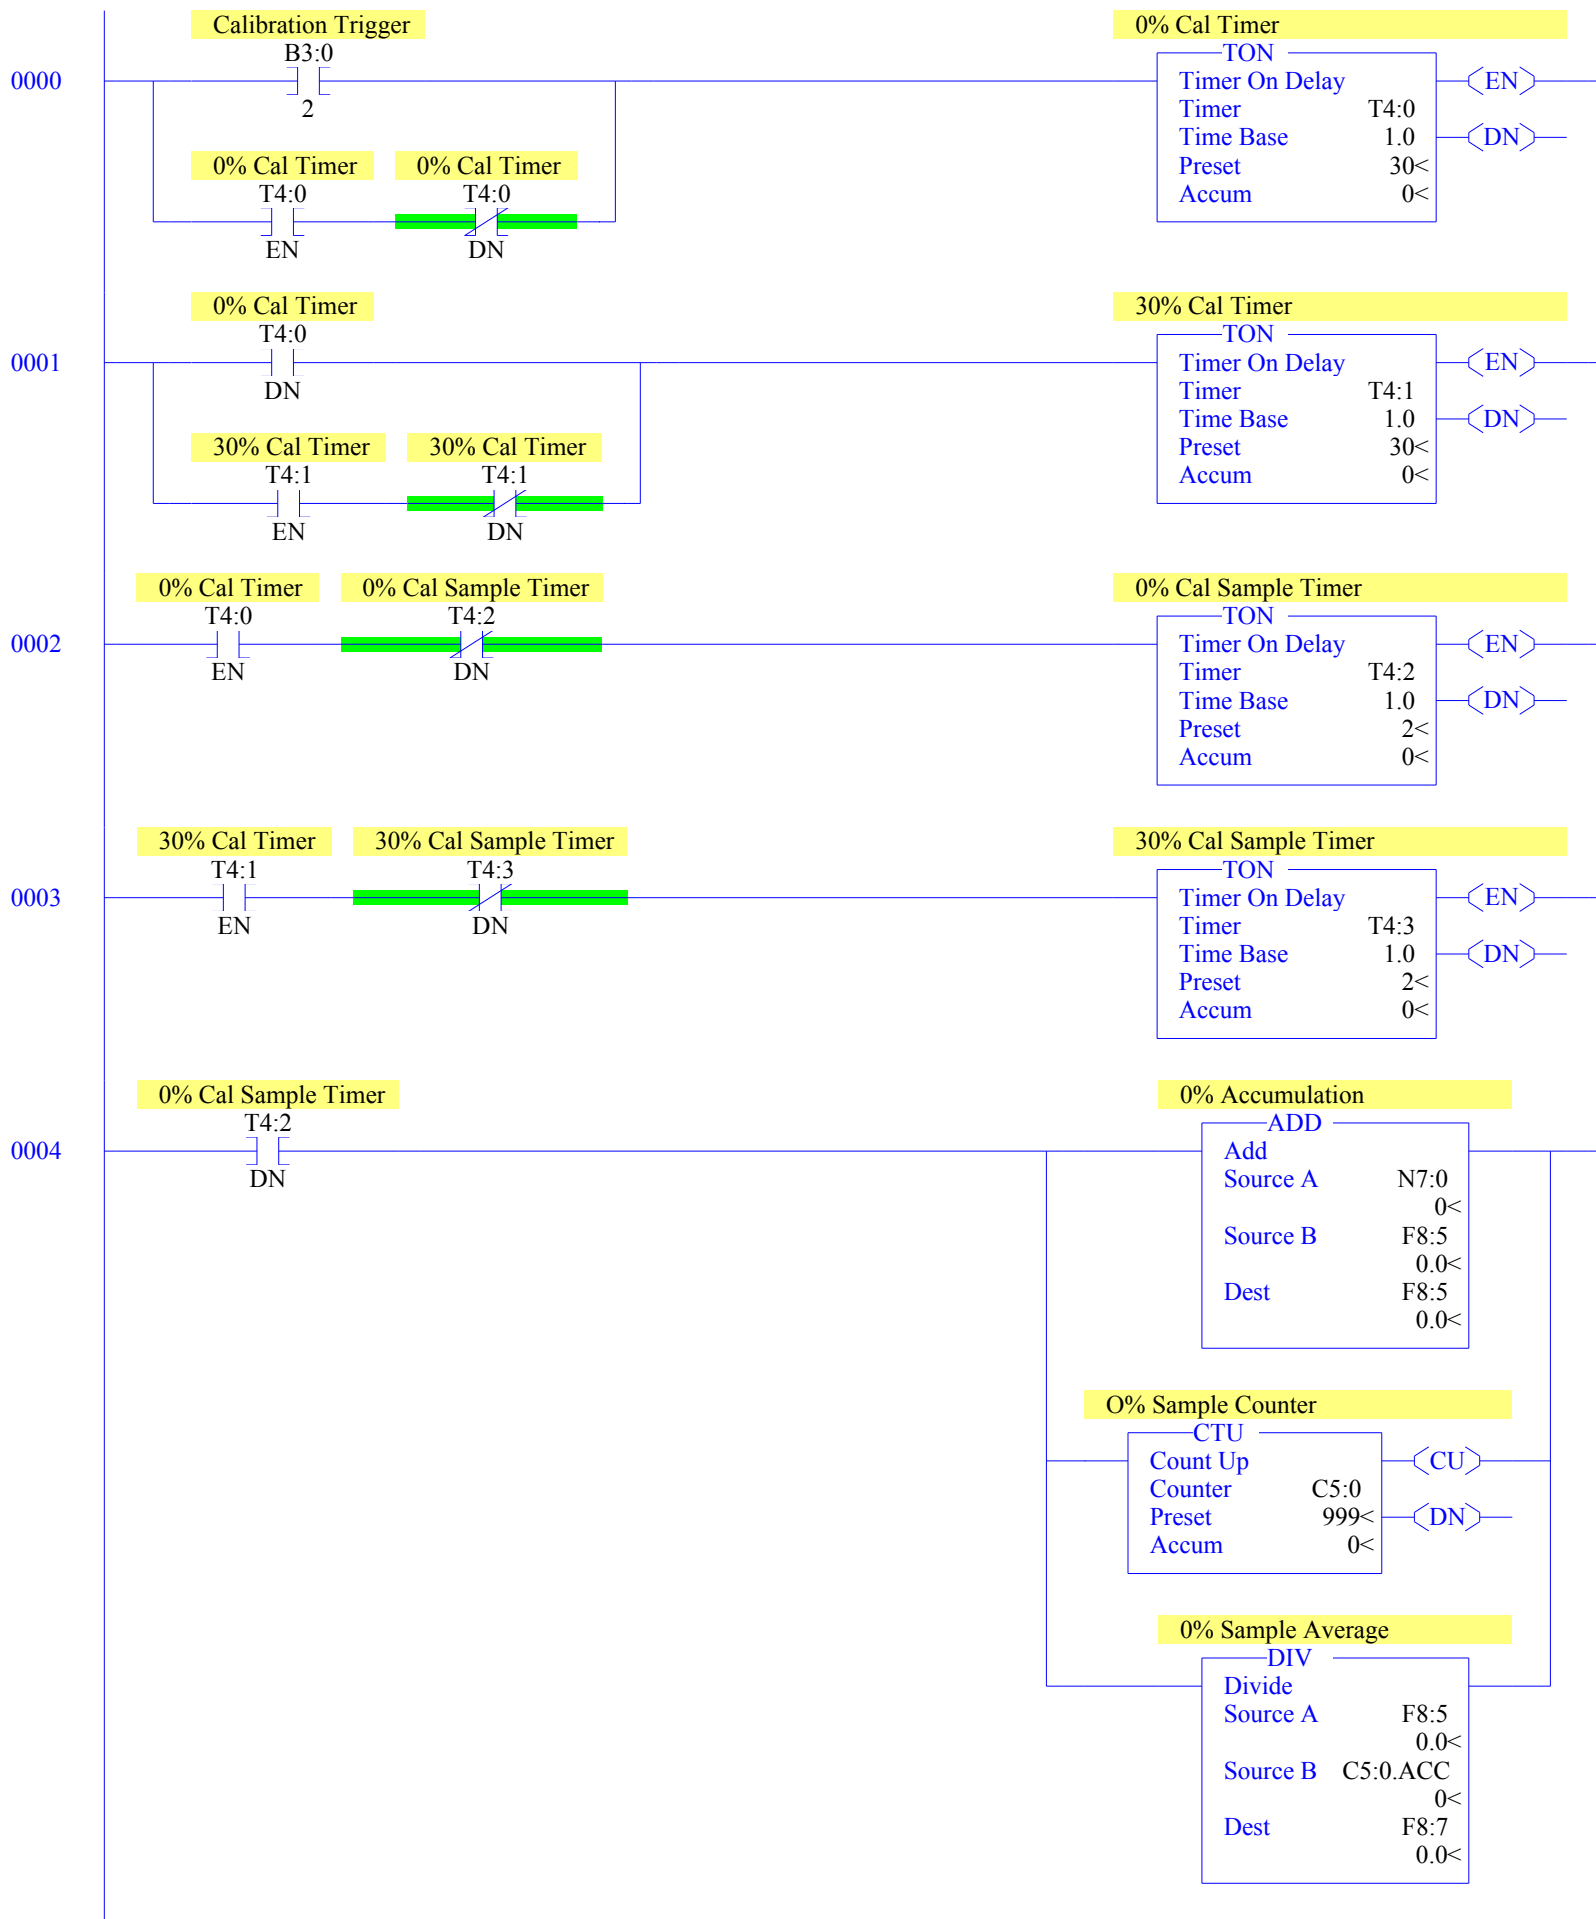 Calibration Trigger
B3:0
2
0% Cal Timer
T4:0
EN
0% Cal Timer
T4:0
DN
0000
0% Cal Timer
TON
Timer On Delay
Timer T4:0
Time Base 1.0
Preset 30<
Accum 0<
EN
DN
0% Cal Timer
T4:0
DN
30% Cal Timer
T4:1
EN
30% Cal Timer
T4:1
DN
0001
30% Cal Timer
TON
Timer On Delay
Timer T4:1
Time Base 1.0
Preset 30<
Accum 0<
EN
DN
0% Cal Timer
T4:0
EN
0% Cal Sample Timer
T4:2
DN
0002
0% Cal Sample Timer
TON
Timer On Delay
Timer T4:2
Time Base 1.0
Preset 2<
Accum 0<
EN
DN
30% Cal Timer
T4:1
EN
30% Cal Sample Timer
T4:3
DN
0003
30% Cal Sample Timer
TON
Timer On Delay
Timer T4:3
Time Base 1.0
Preset 2<
Accum 0<
EN
DN
0% Cal Sample Timer
T4:2
DN
0004
0% Accumulation
ADD
Add
Source A N7:0
0<
Source B F8:5
0.0<
Dest F8:5
0.0<
O% Sample Counter
CTU
Count Up
Counter C5:0
Preset 999<
Accum 0<
CU
DN
0% Sample Average
DIV
Divide
Source A F8:5
0.0<
Source B C5:0.ACC
0<
Dest F8:7
0.0<